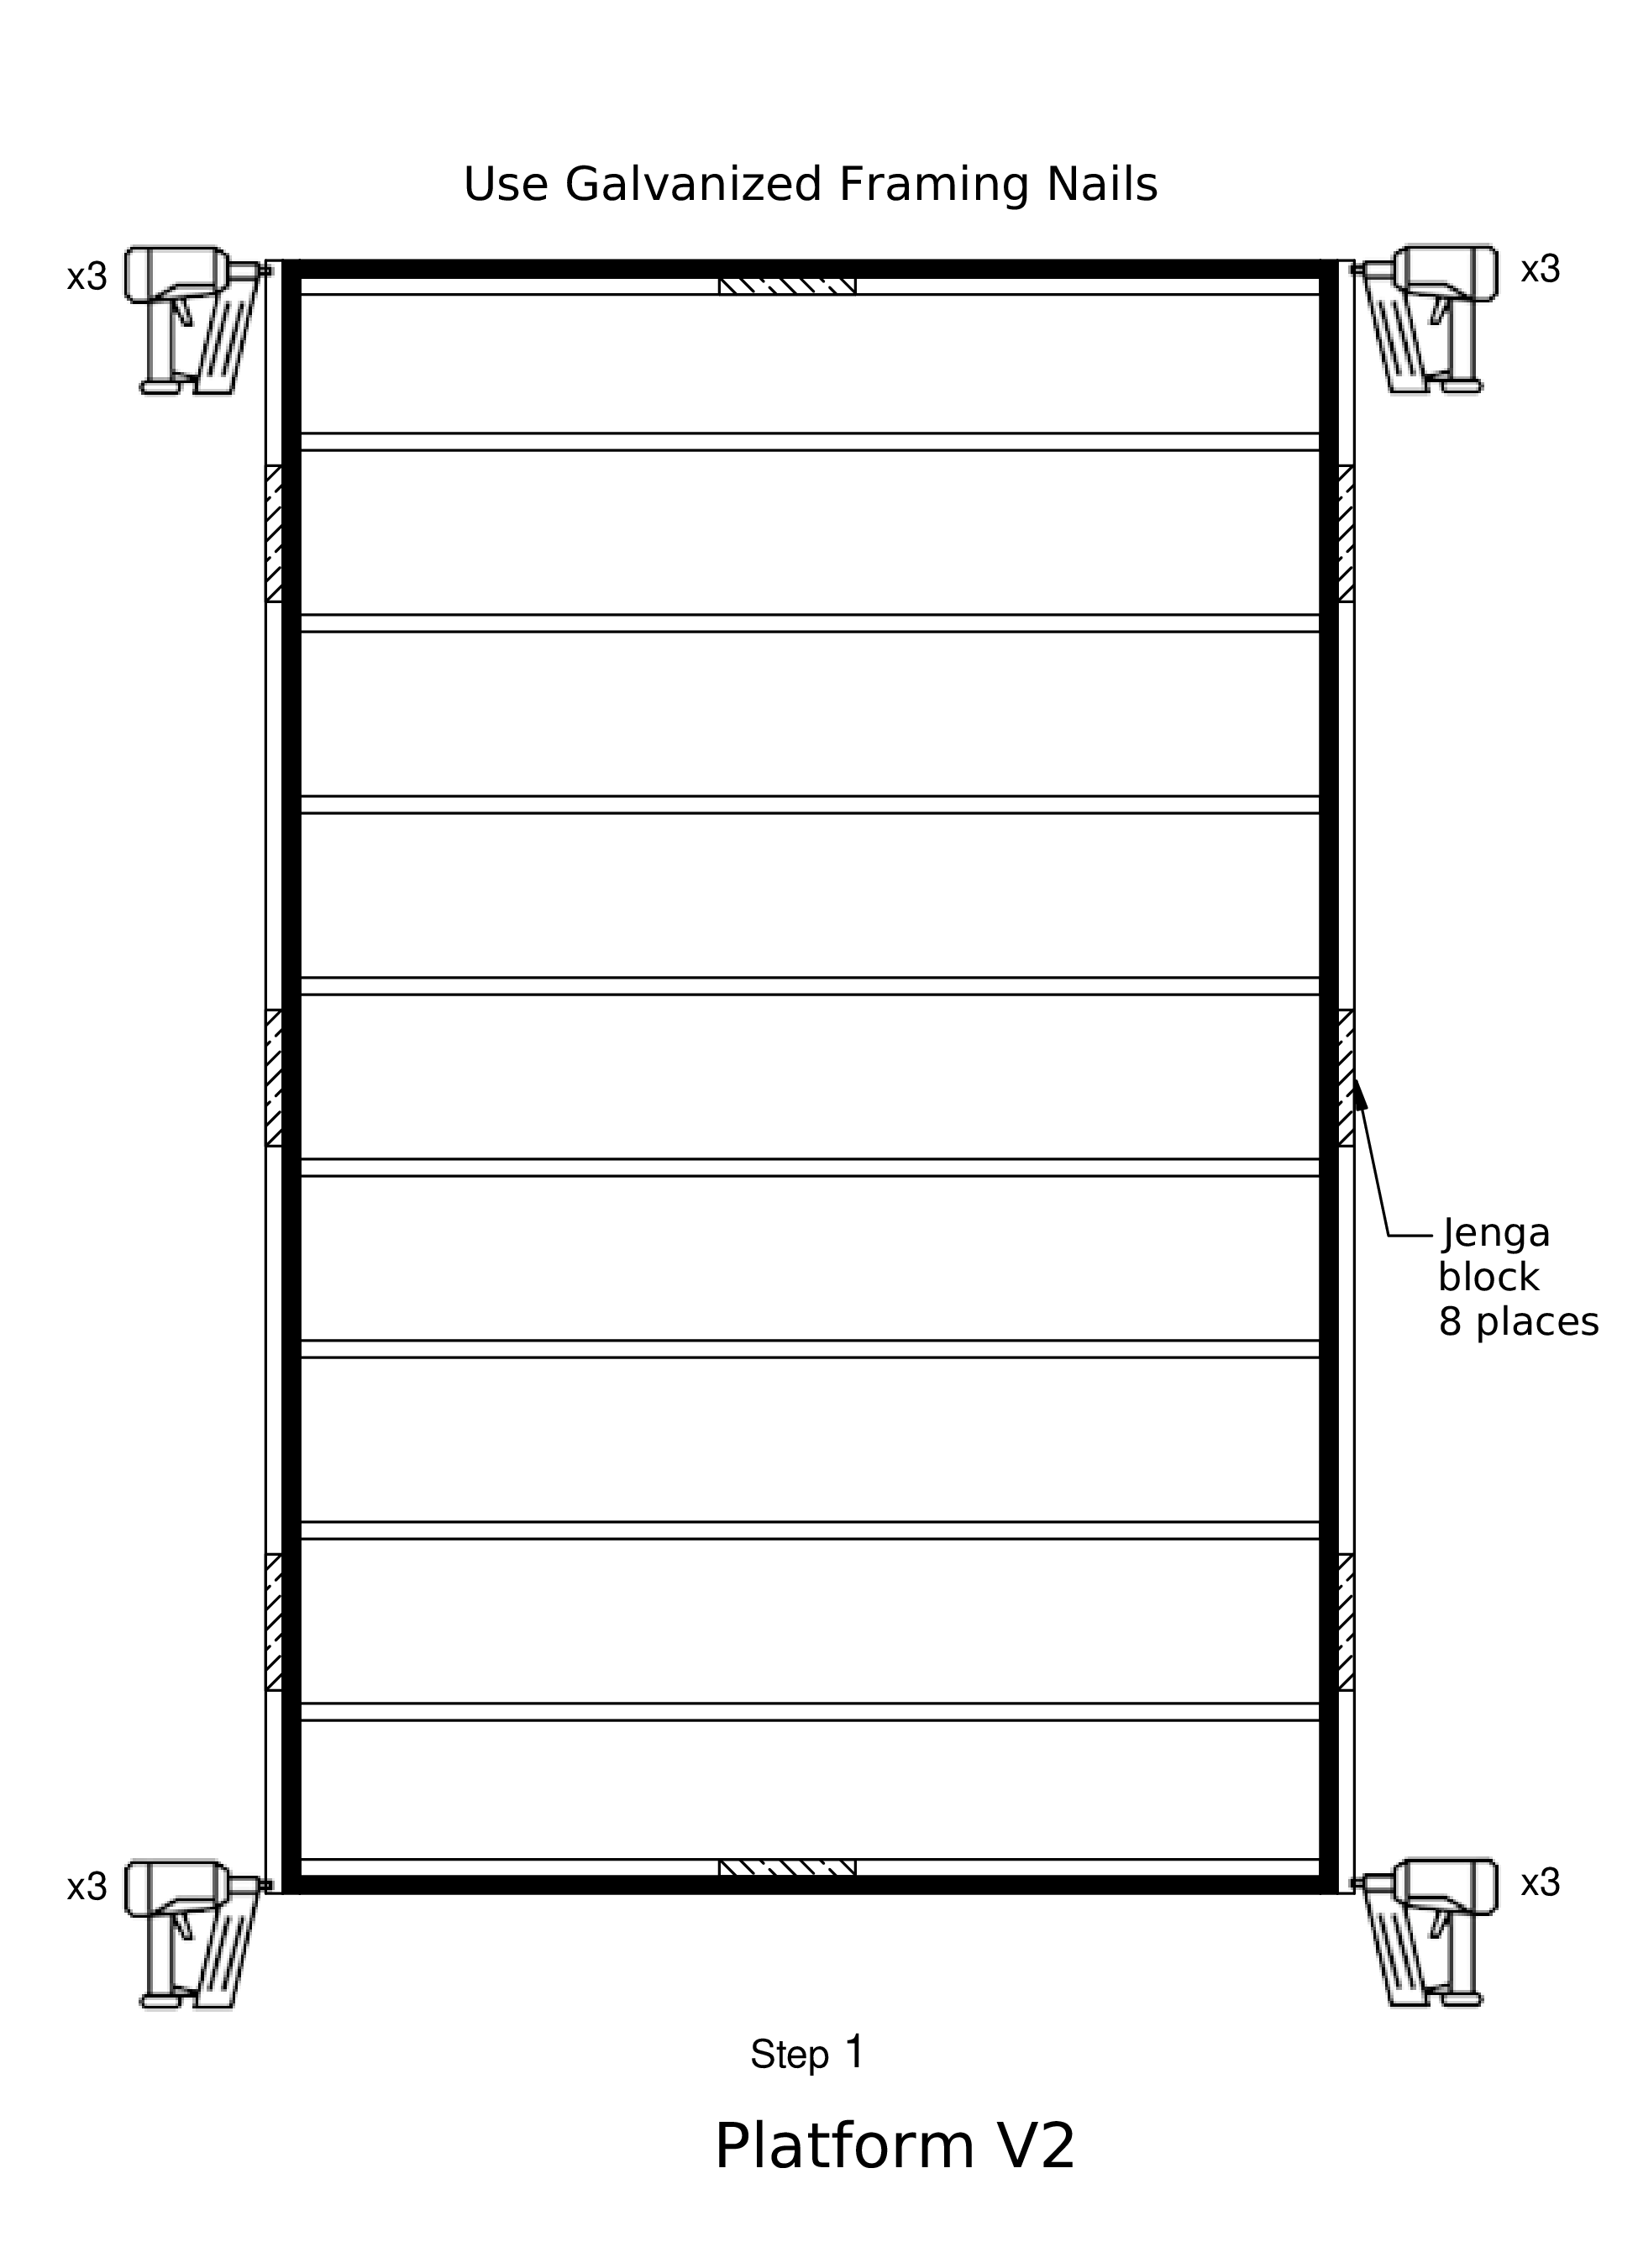 Use Galvanized Framing Nails
x3
x3
Jenga
block
8 places
x3
x3
Step 1
Platform V2